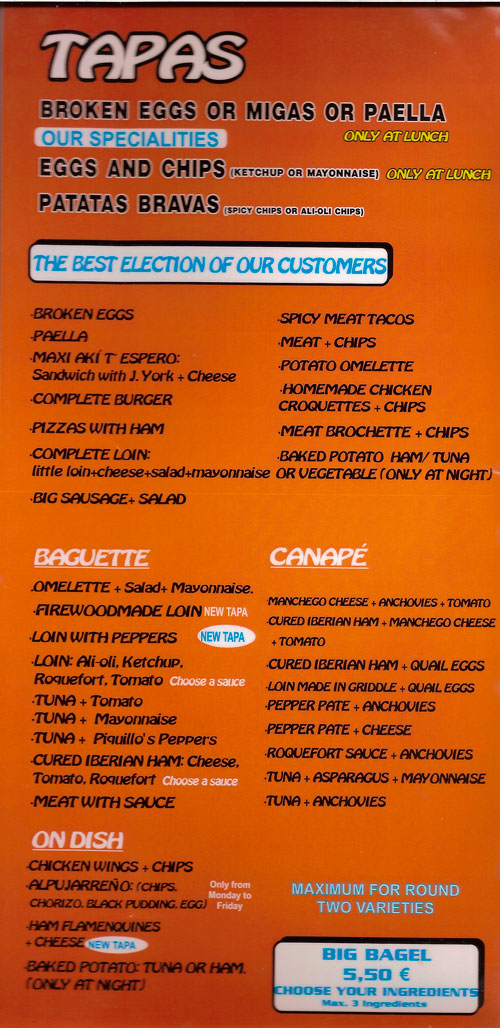 TAPAS
BROKEN EGGS OR MIGAS OR PAELLA
OUR SPECIALITIES ONLY AT LUNCH
EGGS AND CHIPS (KETCHUP OR MAYONNAISE) ONLY AT LUNCH
PATATAS BRAVAS (SPICY CHIPS OR ALI-OLI CHIPS)
THE BEST ELECTION OF OUR CUSTOMERS
·BROKEN EGGS
·PAELLA
·MAXI AKÍ T' ESPERO:
Sandwich with J. York + Cheese
·COMPLETE BURGER
·PIZZAS WITH HAM
·COMPLETE LOIN:
little loin+cheese+salad+mayonnaise
·BIG SAUSAGE+ SALAD
·SPICY MEAT TACOS
·MEAT + CHIPS
·POTATO OMELETTE
·HOMEMADE CHICKEN
CROQUETTES + CHIPS
·MEAT BROCHETTE + CHIPS
·BAKED POTATO HAM/ TUNA
OR VEGETABLE (ONLY AT NIGHT)
BAGUETTE
·OMELETTE + Salad+ Mayonnaise.
·FIREWOODMADE LOIN NEW TAPA
·LOIN WITH PEPPERS NEW TAPA
·LOIN: Ali-oli, Ketchup,
Roquefort, Tomato Choose a sauce
·TUNA + Tomato
·TUNA + Mayonnaise
·TUNA + Piquillo's Peppers
·CURED IBERIAN HAM: Cheese,
Tomato, Roquefort Choose a sauce
·MEAT WITH SAUCE
CANAPÉ
·MANCHEGO CHEESE + ANCHOVIES + TOMATO
·CURED IBERIAN HAM + MANCHEGO CHEESE
+ TOMATO
·CURED IBERIAN HAM + QUAIL EGGS
·LOIN MADE IN GRIDDLE + QUAIL EGGS
·PEPPER PATE + ANCHOVIES
·PEPPER PATE + CHEESE
·ROQUEFORT SAUCE + ANCHOVIES
·TUNA + ASPARAGUS + MAYONNAISE
·TUNA + ANCHOVIES
ON DISH
·CHICKEN WINGS + CHIPS
·ALPUJARREÑO: (CHIPS,
CHORIZO, BLACK PUDDING, EGG)
Only from
Monday to
Friday
·HAM FLAMENQUINES
+ CHEESE NEW TAPA
·BAKED POTATO: TUNA OR HAM.
(ONLY AT NIGHT)
MAXIMUM FOR ROUND
TWO VARIETIES
BIG BAGEL
5,50 €
CHOOSE YOUR INGREDIENTS
Max. 3 Ingredients